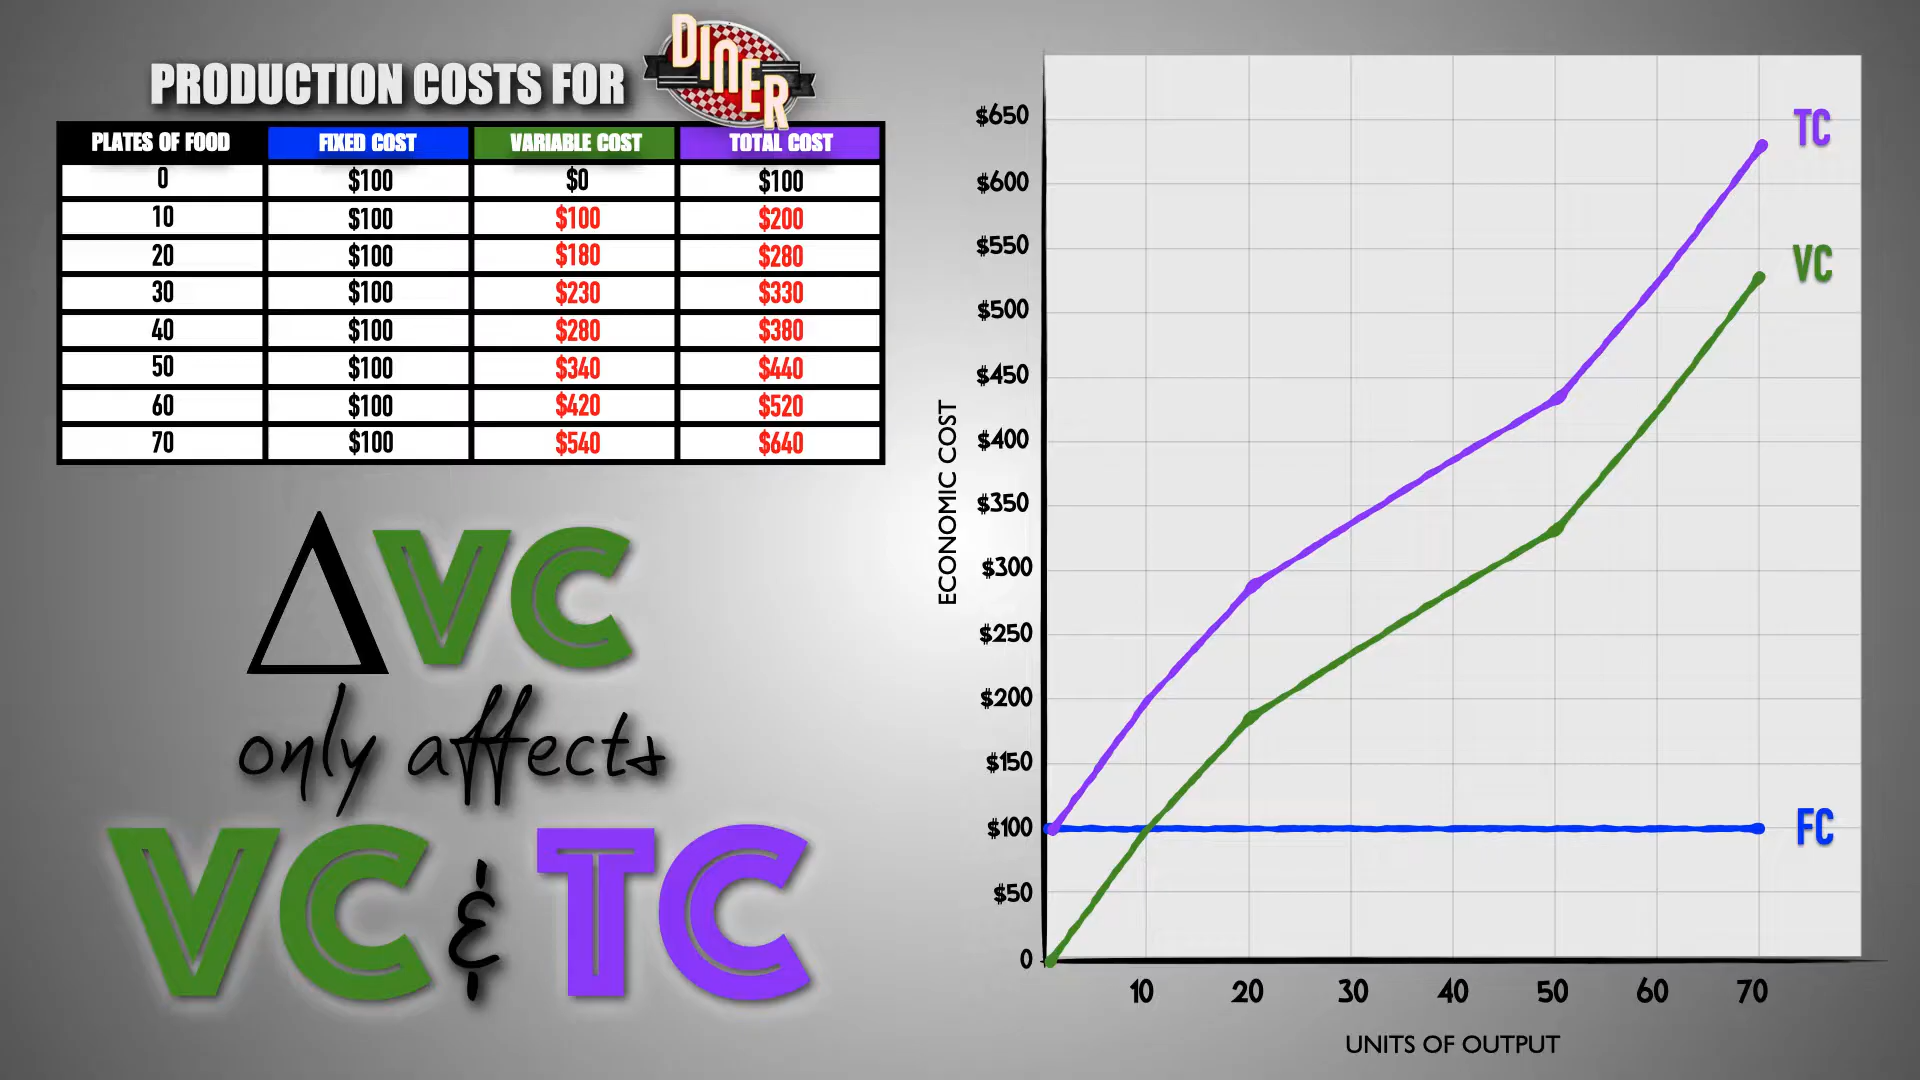 PRODUCTION COSTS FOR DINER
PLATES OF FOOD FIXED COST VARIABLE COST TOTAL COST
0 $100 $0 $100
10 $100 $100 $200
20 $100 $180 $280
30 $100 $230 $330
40 $100 $280 $380
50 $100 $340 $440
60 $100 $420 $520
70 $100 $540 $640
ΔVC
only affects
VC & TC
ECONOMIC COST
$650
$600
$550
$500
$450
$400
$350
$300
$250
$200
$150
$100
$50
0
TC
VC
FC
10 20 30 40 50 60 70
UNITS OF OUTPUT